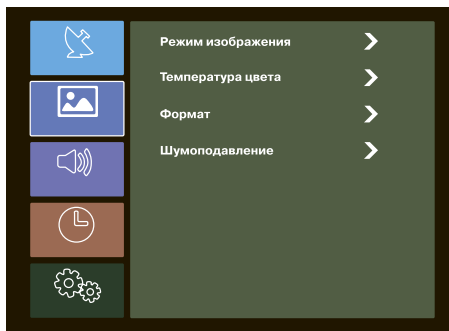 Режим изображения
Температура цвета
Формат
Шумоподавление